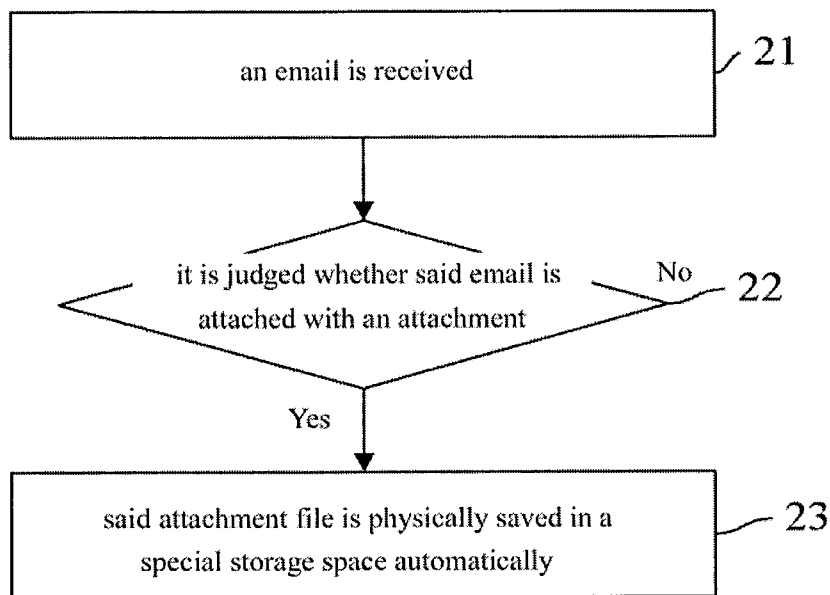 an email is received
21
it is judged whether said email is
attached with an attachment
No
22
Yes
said attachment file is physically saved in a
special storage space automatically
23